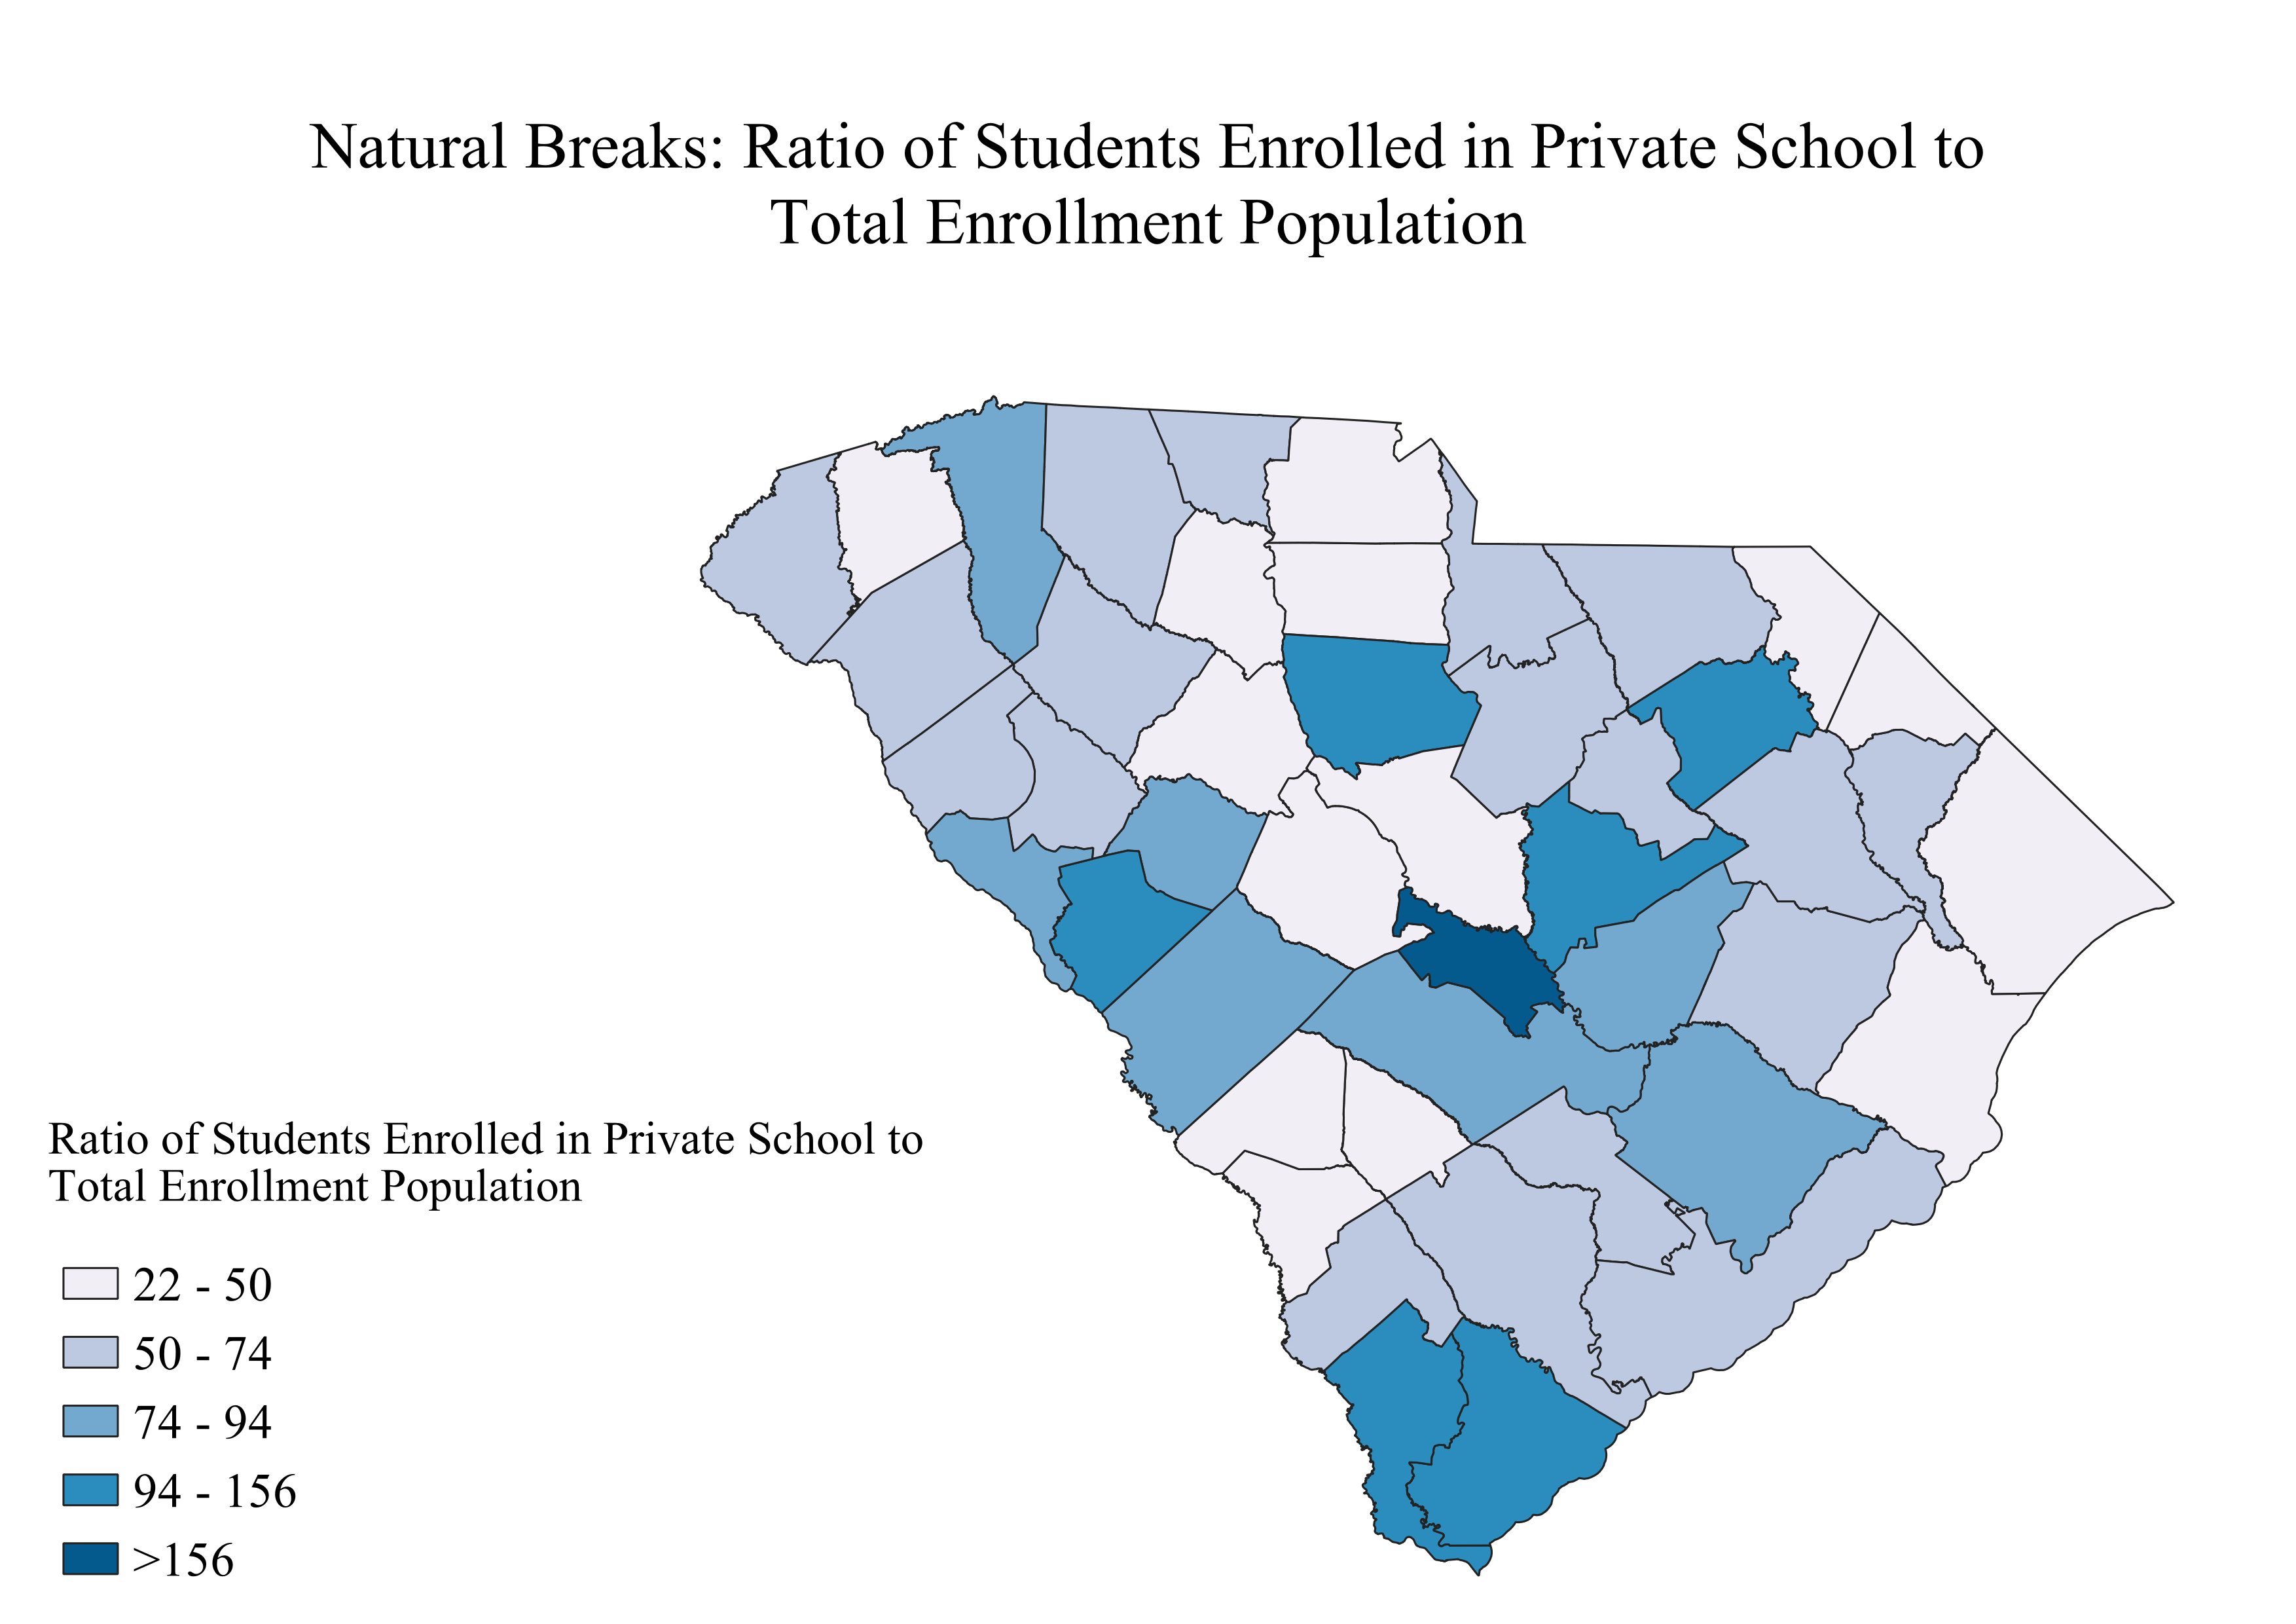 Natural Breaks: Ratio of Students Enrolled in Private School to
Total Enrollment Population
Ratio of Students Enrolled in Private School to
Total Enrollment Population
22 - 50
50 - 74
74 - 94
94 - 156
>156